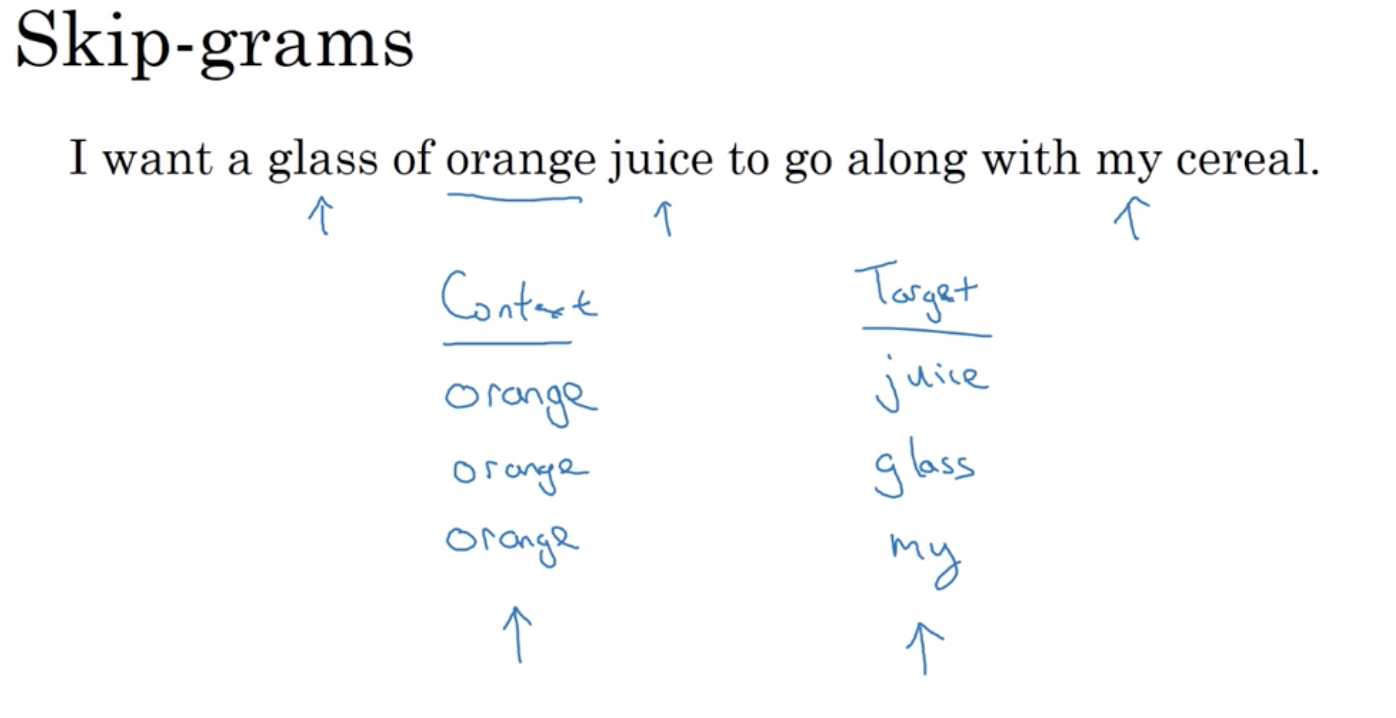 Skip-grams
I want a glass of orange juice to go along with my cereal.
Context Target
orange juice
orange glass
orange my